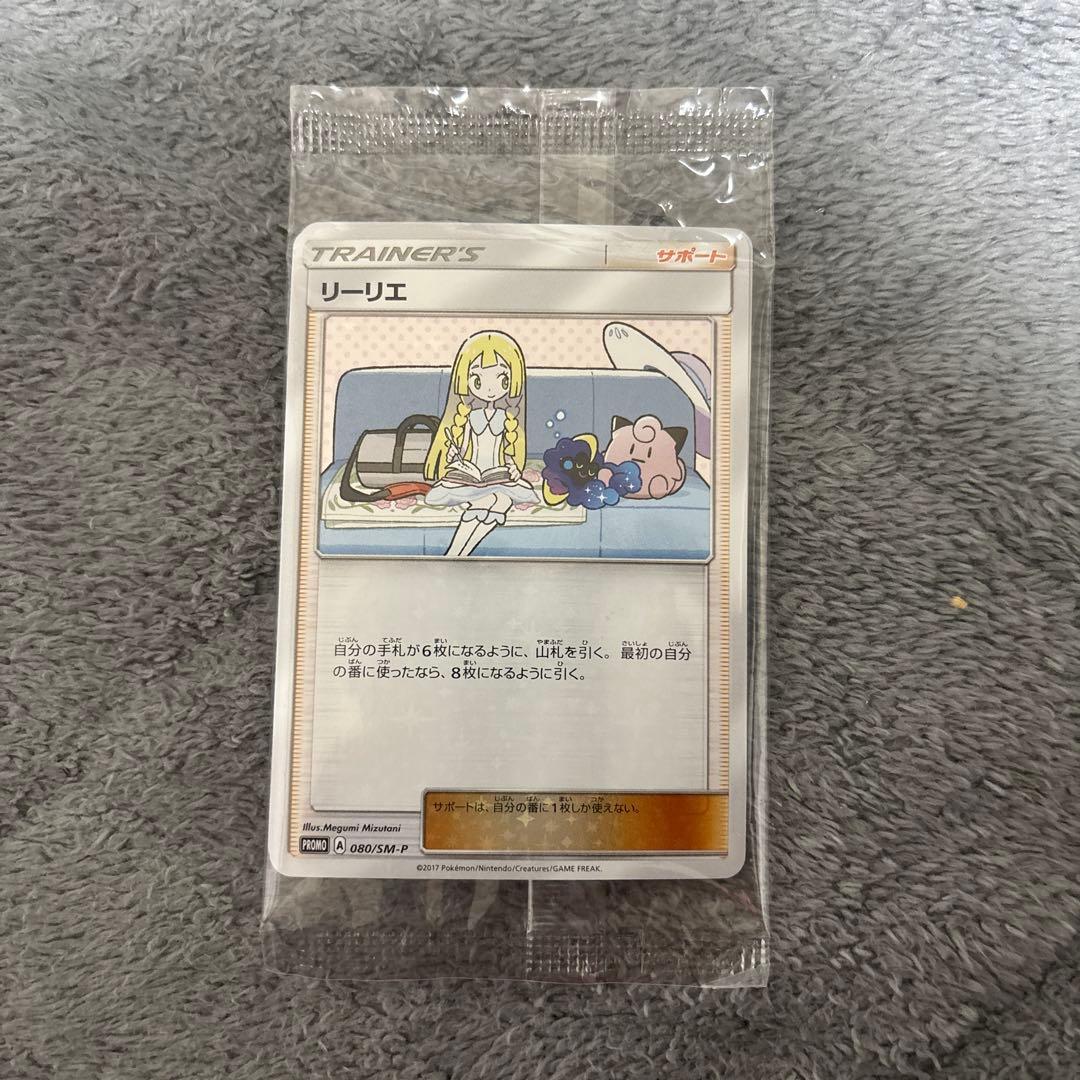 TRAINER'S
サポート
リーリエ
自分の手札が6枚になるように、山札を引く。最初の自分
の番に使ったなら、8枚になるように引く。
サポートは、自分の番に1枚しか使えない。
Illus.Megumi Mizutani
PROMO A 080/SM-P
©2017 Pokémon/Nintendo/Creatures/GAME FREAK.